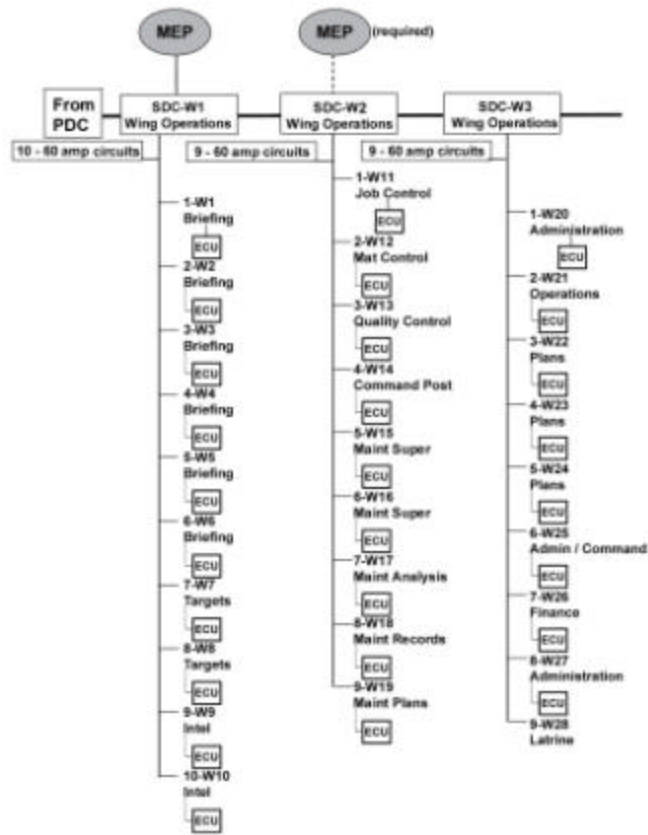 MEP
MEP (required)
From
PDC
SDC-W1
Wing Operations
SDC-W2
Wing Operations
SDC-W3
Wing Operations
10 - 60 amp circuits
9 - 60 amp circuits
9 - 60 amp circuits
1-W1
Briefing
ECU
2-W2
Briefing
ECU
3-W3
Briefing
ECU
4-W4
Briefing
ECU
5-W5
Briefing
ECU
6-W6
Briefing
ECU
7-W7
Targets
ECU
8-W8
Targets
ECU
9-W9
Intel
ECU
10-W10
Intel
ECU
1-W11
Job Control
ECU
2-W12
Mat Control
ECU
3-W13
Quality Control
ECU
4-W14
Command Post
ECU
5-W15
Maint Super
ECU
6-W16
Maint Super
ECU
7-W17
Maint Analysis
ECU
8-W18
Maint Records
ECU
9-W19
Maint Plans
ECU
1-W20
Administration
ECU
2-W21
Operations
ECU
3-W22
Plans
ECU
4-W23
Plans
ECU
5-W24
Plans
ECU
6-W25
Admin / Command
ECU
7-W26
Finance
ECU
8-W27
Administration
ECU
9-W28
Latrine